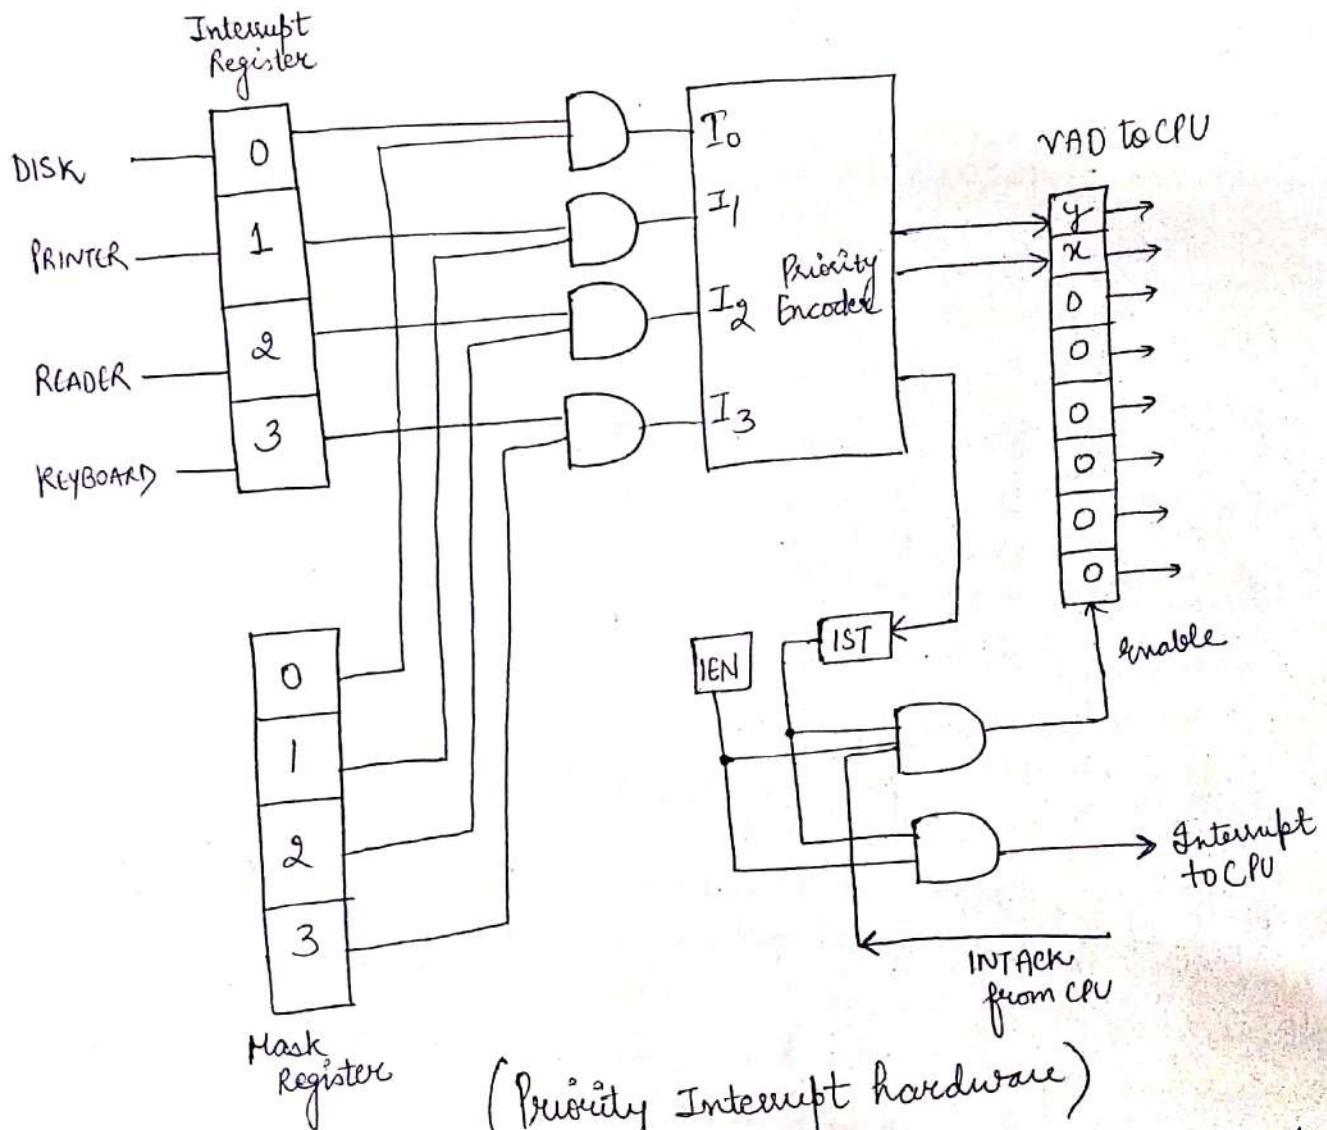 Interrupt
Register
DISK
PRINTER
READER
KEYBOARD
0
1
2
3
I0
I1
I2
I3
Priority
Encoder
VAD to CPU
y
x
0
0
0
0
0
0
enable
IST
IEN
Interrupt
to CPU
INTACK
from CPU
0
1
2
3
Mask
Register
(Priority Interrupt hardware)